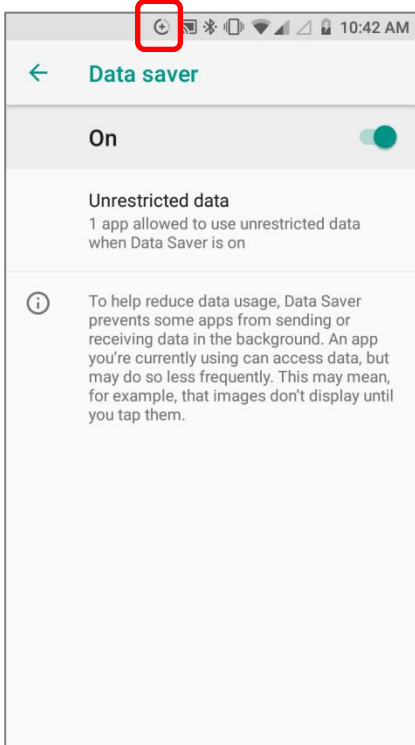 10:42 AM
Data saver
On
Unrestricted data
1 app allowed to use unrestricted data
when Data Saver is on
To help reduce data usage, Data Saver
prevents some apps from sending or
receiving data in the background. An app
you're currently using can access data, but
may do so less frequently. This may mean,
for example, that images don't display until
you tap them.